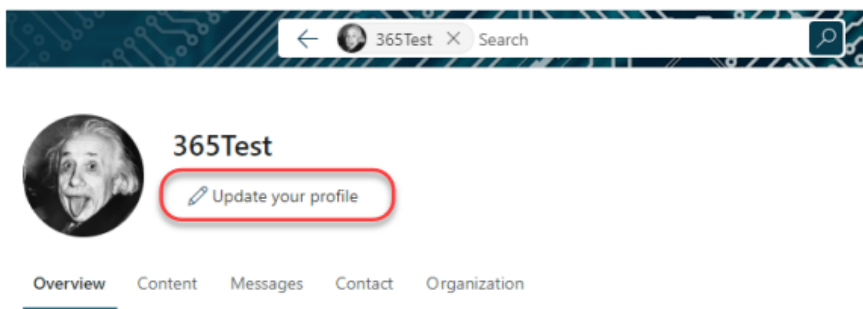 365Test Search
365Test
Update your profile
Overview Content Messages Contact Organization